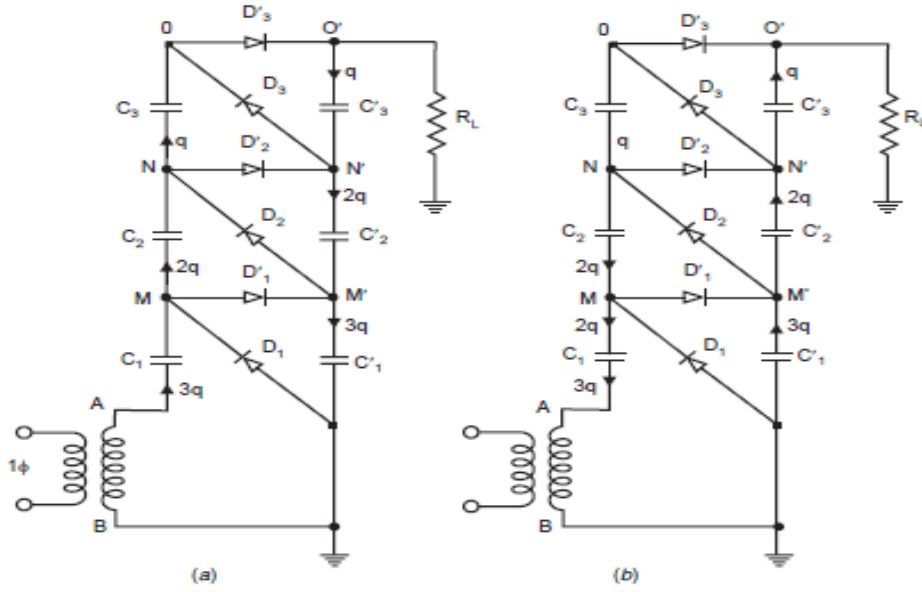 0 D'3 O'
q
C3 D3 C'3 RL
q D'2
N N'
2q
C2 D2 C'2
2q D'1
M M'
3q
C1 D1 C'1
3q
A
1ϕ
B
(a)
0 D'3 O'
q
C3 D3 C'3
q D'2
N N'
2q
C2 D2 C'2
2q D'1
M M'
2q 3q
C1 D1 C'1
3q
A
B
(b)